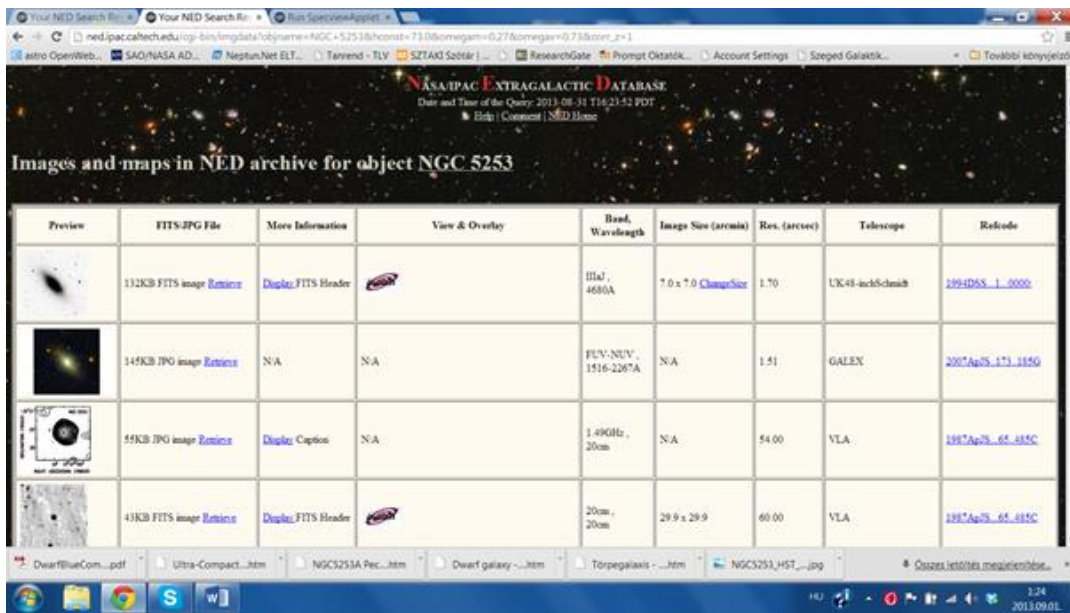 Your NED Search Re
Your NED Search Re
Run SpecviewApplet
ned.ipac.caltech.edu/cgi-bin/imgdata?objname=NGC+5253&hconst=73.0&omegam=0.27&omegav=0.73&corr_z=1
astro OpenWeb... SAO/NASA AD... Neptun.Net ELT... Tanrend - TLV SZTAKI Szótár | ... ResearchGate Prompt Oktatók... Account Settings Szeged Galaktik... További könyvjelző
NASA/IPAC EXTRAGALACTIC DATABASE
Date and Time of the Query: 2013-08-31 T16:23:52 PDT
Help | Comment | NED Home
Images and maps in NED archive for object NGC 5253
Preview FITS/JPG File More Information View & Overlay Band, Wavelength Image Size (arcmin) Res. (arcsec) Telescope Refcode
132KB FITS image Retrieve Display FITS Header IIIaJ , 4680A 7.0 x 7.0 ChangeSize 1.70 UK48-inchSchmidt 1994DSS...1...0000:
145KB JPG image Retrieve N/A N/A FUV-NUV , 1516-2267A N/A 1.51 GALEX 2007ApJS..173..185G
55KB JPG image Retrieve Display Caption N/A 1.49GHz , 20cm N/A 54.00 VLA 1987ApJS...65..485C
43KB FITS image Retrieve Display FITS Header 20cm , 20cm 29.9 x 29.9 60.00 VLA 1987ApJS...65..485C
DwarfBlueCom....pdf Ultra-Compact....htm NGC5253A Pec....htm Dwarf galaxy -....htm Törpegalaxis - ....htm NGC5253_HST_....jpg Összes letöltés megjelenítése...
HU 1:24
2013.09.01.